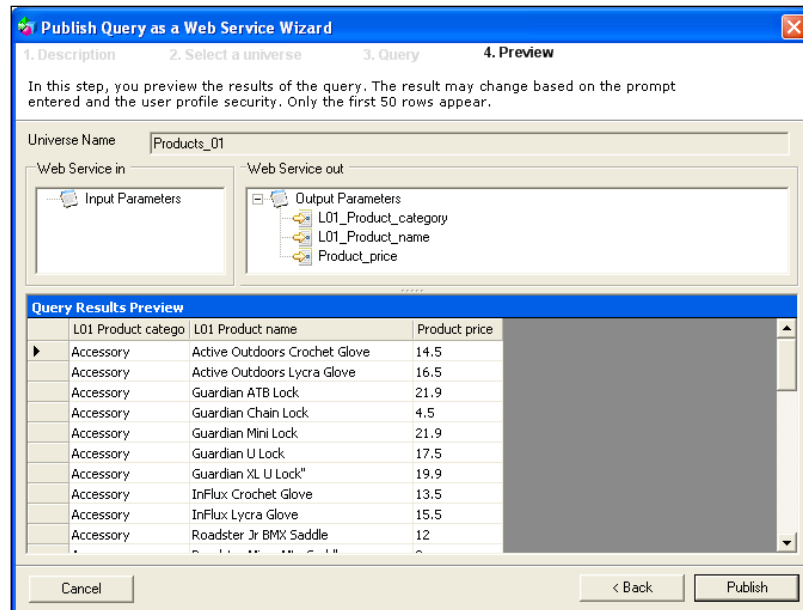 Publish Query as a Web Service Wizard
1. Description 2. Select a universe 3. Query 4. Preview
In this step, you preview the results of the query. The result may change based on the prompt
entered and the user profile security. Only the first 50 rows appear.
Universe Name Products_01
Web Service in Web Service out
Input Parameters Output Parameters
L01_Product_category
L01_Product_name
Product_price
Query Results Preview
L01 Product catego L01 Product name Product price
Accessory Active Outdoors Crochet Glove 14.5
Accessory Active Outdoors Lycra Glove 16.5
Accessory Guardian ATB Lock 21.9
Accessory Guardian Chain Lock 4.5
Accessory Guardian Mini Lock 21.9
Accessory Guardian U Lock 17.5
Accessory Guardian XL U Lock" 19.9
Accessory InFlux Crochet Glove 13.5
Accessory InFlux Lycra Glove 15.5
Accessory Roadster Jr BMX Saddle 12
Cancel < Back Publish